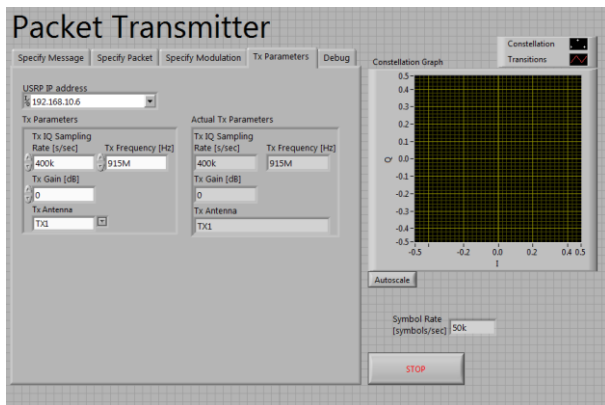 Packet Transmitter
Specify Message Specify Packet Specify Modulation Tx Parameters Debug
USRP IP address
192.168.10.6
Tx Parameters
Tx IQ Sampling
Rate [s/sec] Tx Frequency [Hz]
400k 915M
Tx Gain [dB]
0
Tx Antenna
TX1
Actual Tx Parameters
Tx IQ Sampling
Rate [s/sec] Tx Frequency [Hz]
400k 915M
Tx Gain [dB]
0
Tx Antenna
TX1
Constellation
Transitions
Constellation Graph
0.5
0.4
0.3
0.2
0.1
0.0
-0.1
-0.2
-0.3
-0.4
-0.5
Q
-0.5 -0.2 0.0 0.2 0.4 0.5
I
Autoscale
Symbol Rate
[symbols/sec] 50k
STOP